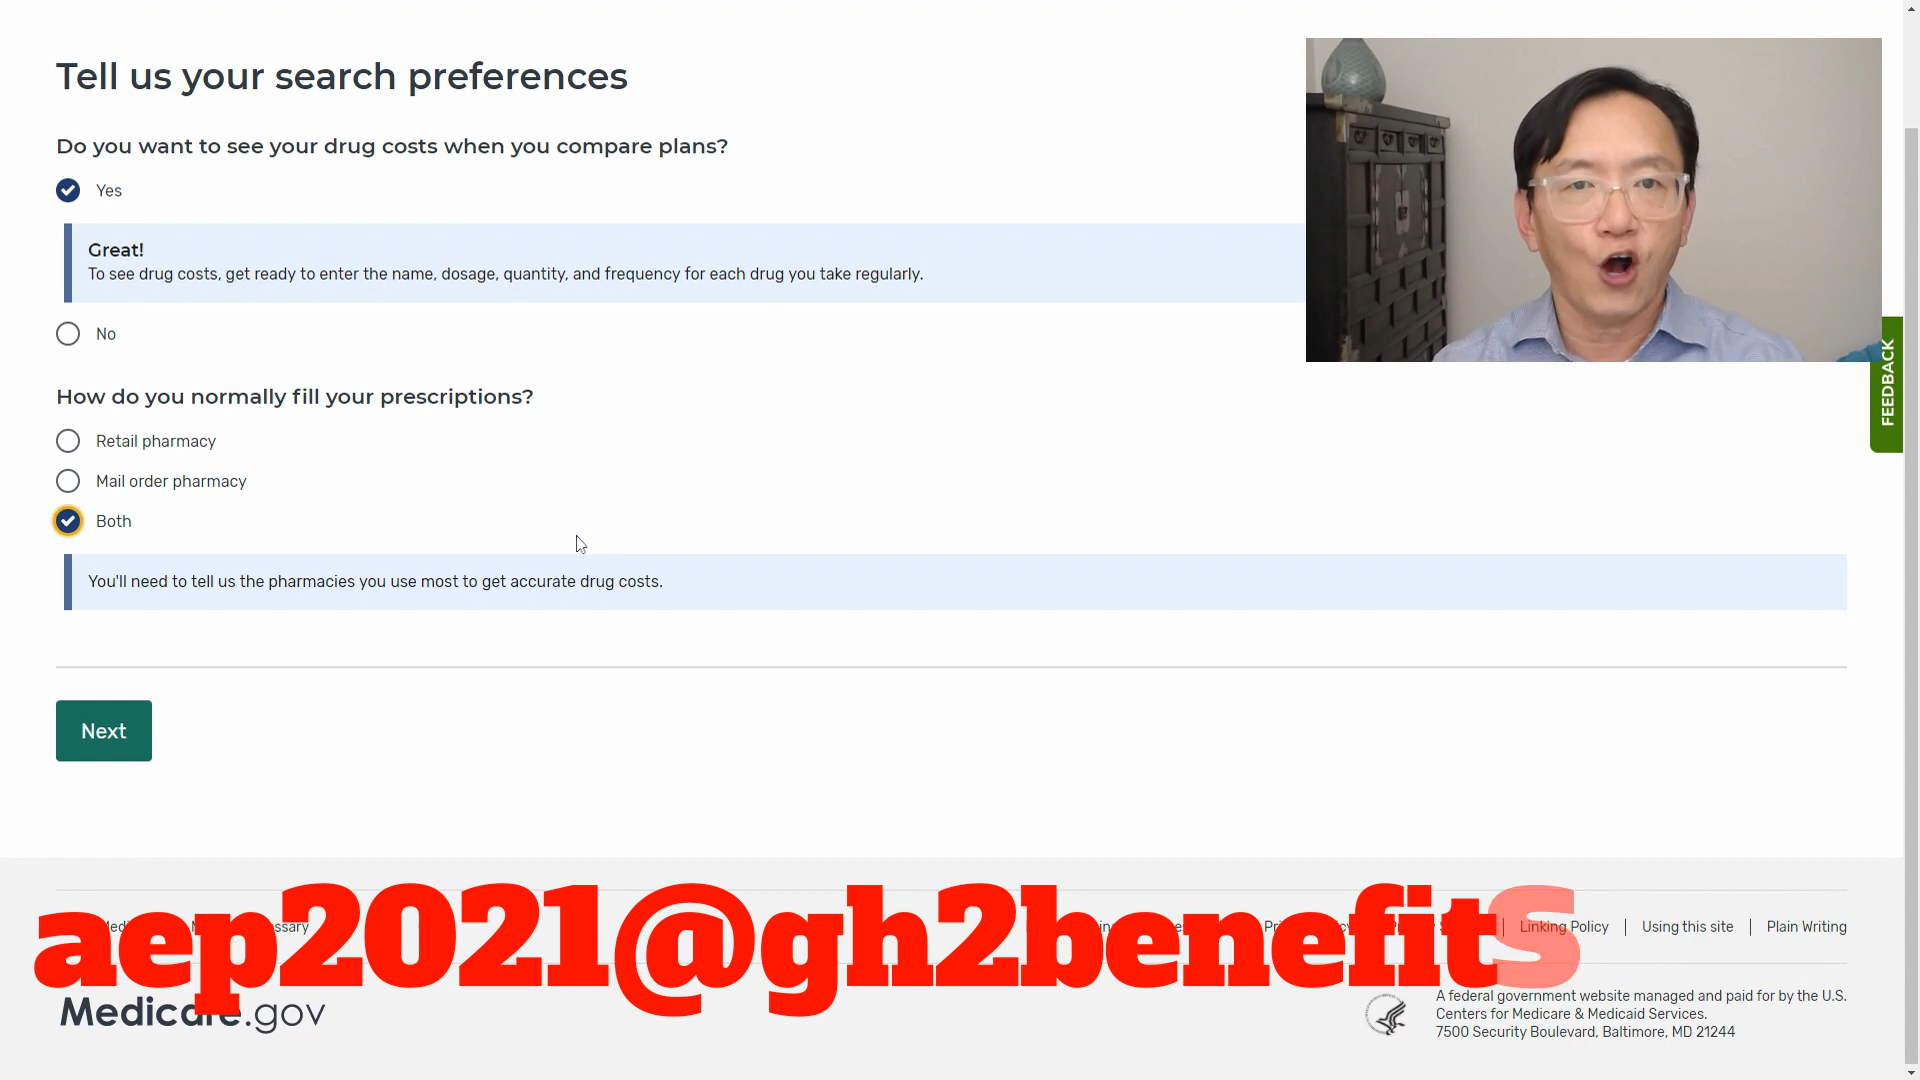 Tell us your search preferences
Do you want to see your drug costs when you compare plans?
Yes
Great!
To see drug costs, get ready to enter the name, dosage, quantity, and frequency for each drug you take regularly.
No
FEEDBACK
How do you normally fill your prescriptions?
Retail pharmacy
Mail order pharmacy
Both
You'll need to tell us the pharmacies you use most to get accurate drug costs.
Next
aep2021@gh2benefits
Linking Policy
Using this site
Plain Writing
Medicare.gov
A federal government website managed and paid for by the U.S.
Centers for Medicare & Medicaid Services.
7500 Security Boulevard, Baltimore, MD 21244